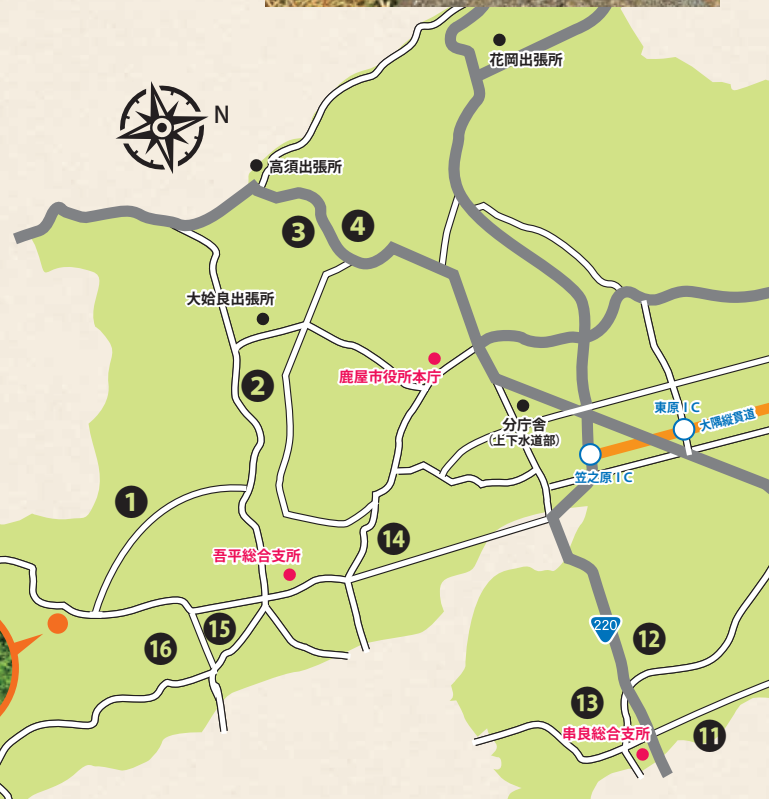 花岡出張所
N
高須出張所
3
4
大姶良出張所
鹿屋市役所本庁
2
東原IC
大隅縦貫道
分庁舎
(上下水道部)
笠之原IC
1
14
吾平総合支所
15
16
220
12
13
串良総合支所
11